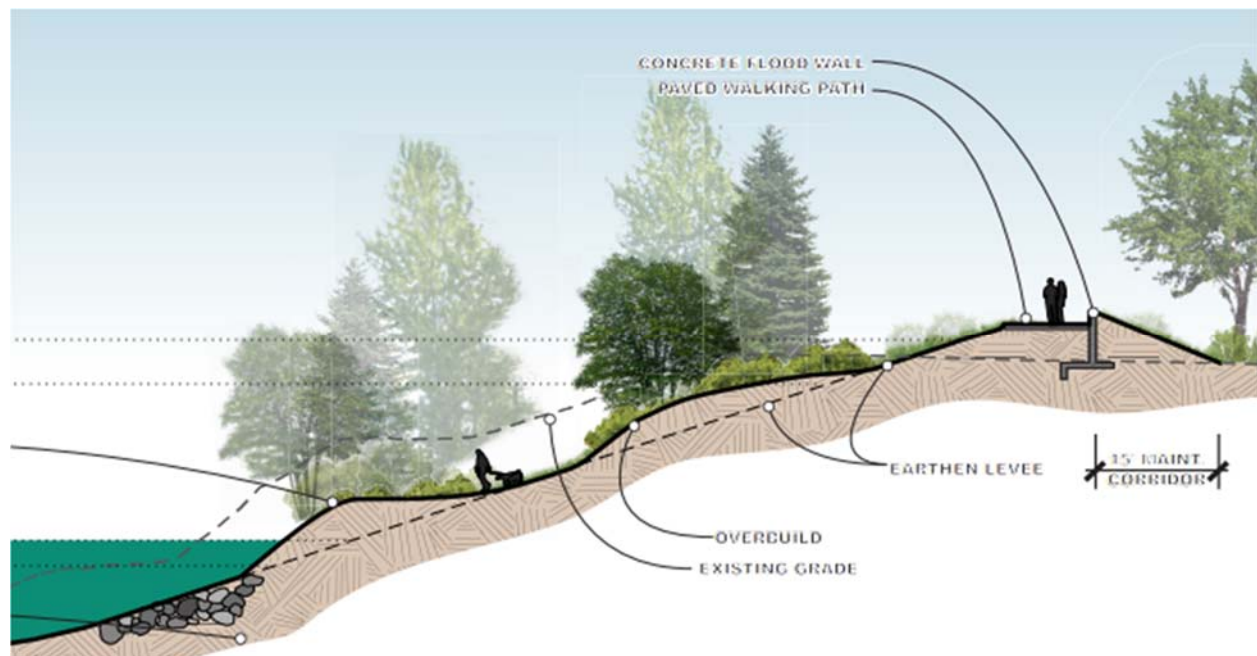 CONCRETE FLOOD WALL
PAVED WALKING PATH
EARTHEN LEVEE
15' MAINT.
CORRIDOR
OVERBUILD
EXISTING GRADE